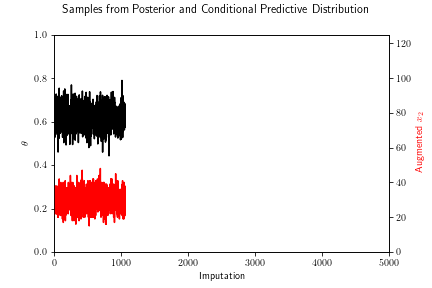 Samples from Posterior and Conditional Predictive Distribution
1.0
0.8
0.6
0.4
0.2
0.0
θ
120
100
80
60
40
20
0
Augmented x₂
0 1000 2000 3000 4000 5000
Imputation